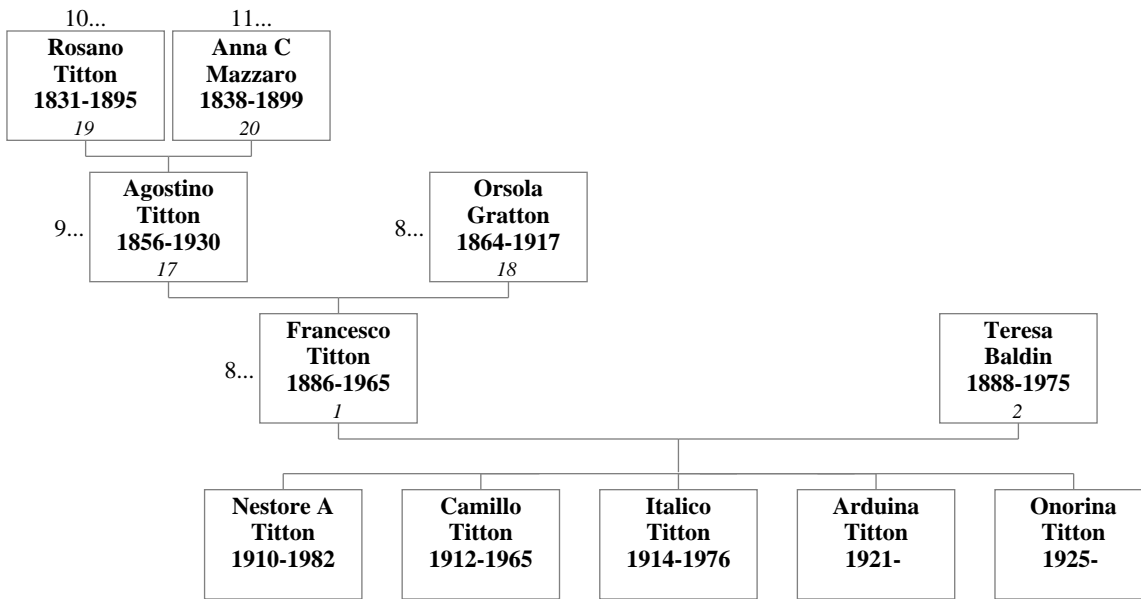 10...
11...
Rosano
Titton
1831-1895
19
Anna C
Mazzaro
1838-1899
20
9...
Agostino
Titton
1856-1930
17
8...
Orsola
Gratton
1864-1917
18
8...
Francesco
Titton
1886-1965
1
Teresa
Baldin
1888-1975
2
Nestore A
Titton
1910-1982
Camillo
Titton
1912-1965
Italico
Titton
1914-1976
Arduina
Titton
1921-
Onorina
Titton
1925-